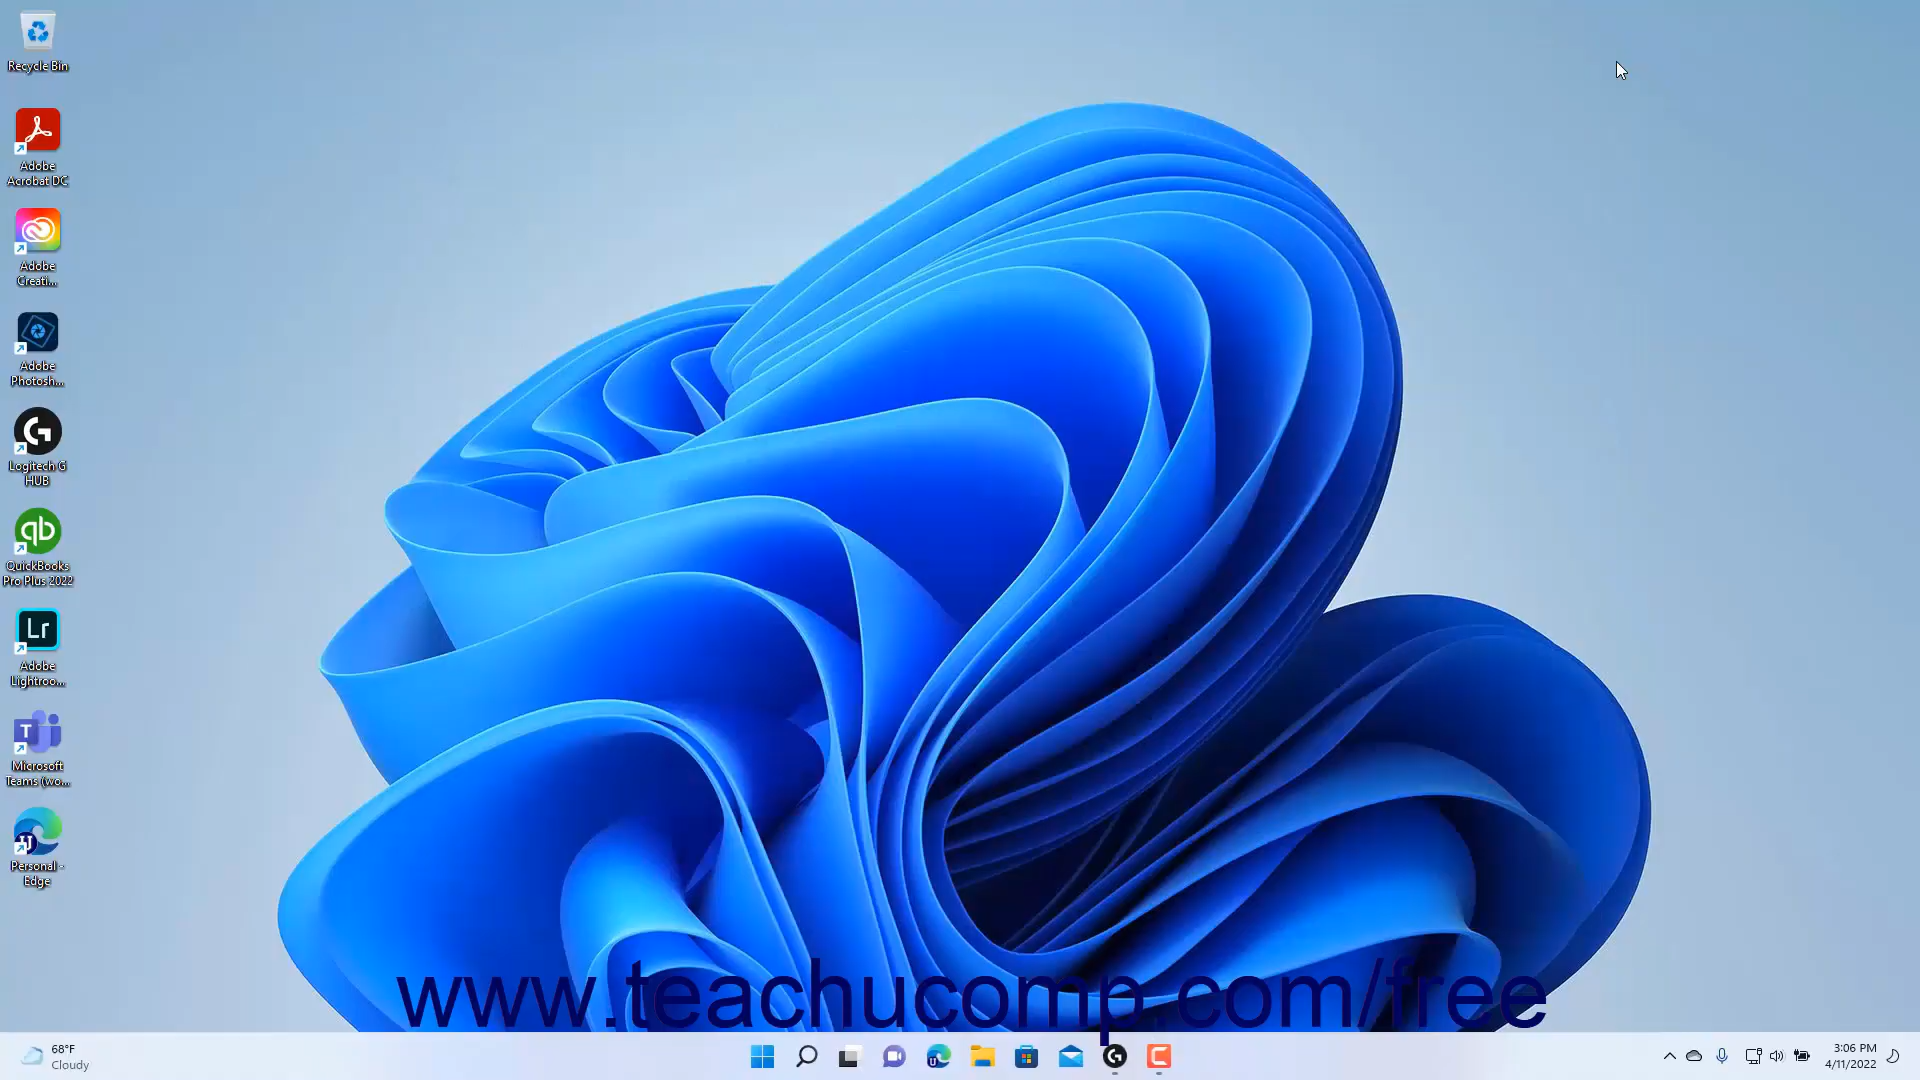 Recycle Bin
Adobe
Acrobat DC
Adobe
Creati...
Adobe
Photosh...
Logitech G
HUB
QuickBooks
Pro Plus 2022
Lr
Adobe
Lightroo...
T
Microsoft
Teams (wo...
Personal -
Edge
www.teachucomp.com/free
68°F
Cloudy
3:06 PM
4/11/2022